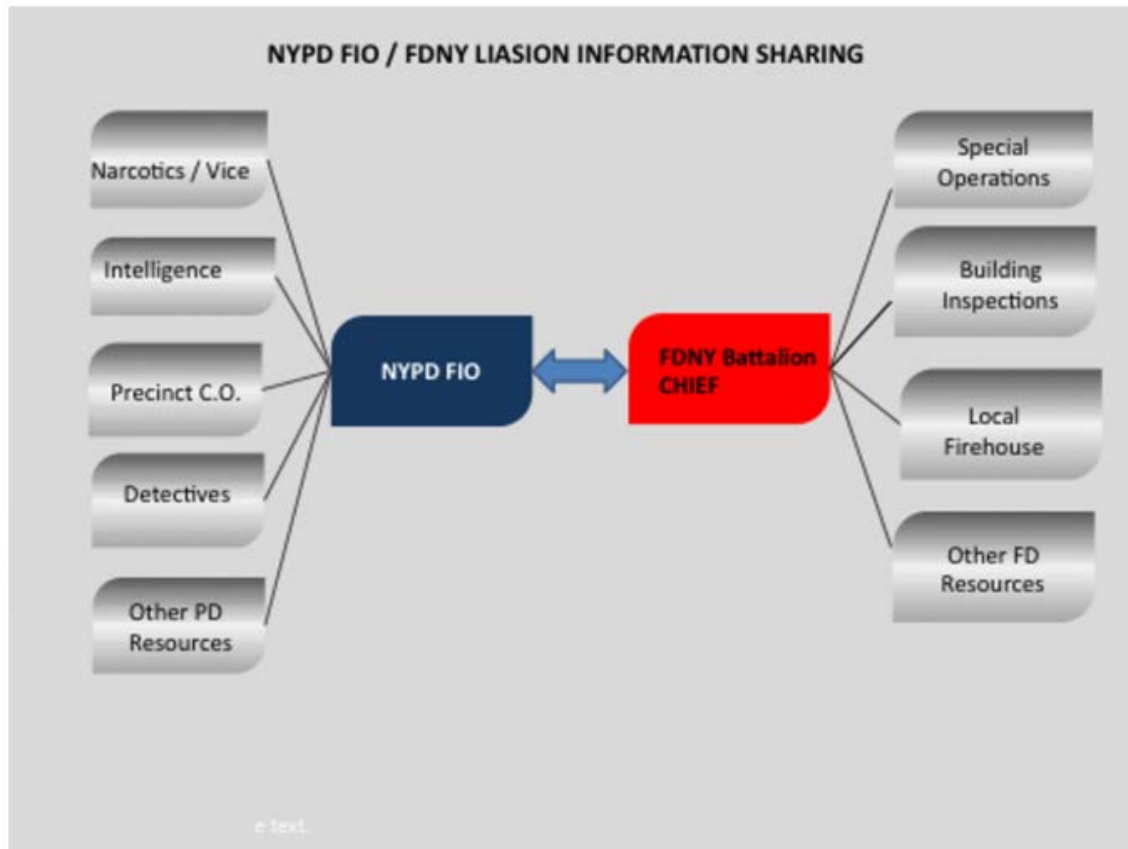 NYPD FIO / FDNY LIASION INFORMATION SHARING
Narcotics / Vice
Intelligence
Precinct C.O.
Detectives
Other PD
Resources
NYPD FIO
FDNY Battalion
CHIEF
Special
Operations
Building
Inspections
Local
Firehouse
Other FD
Resources
e text.